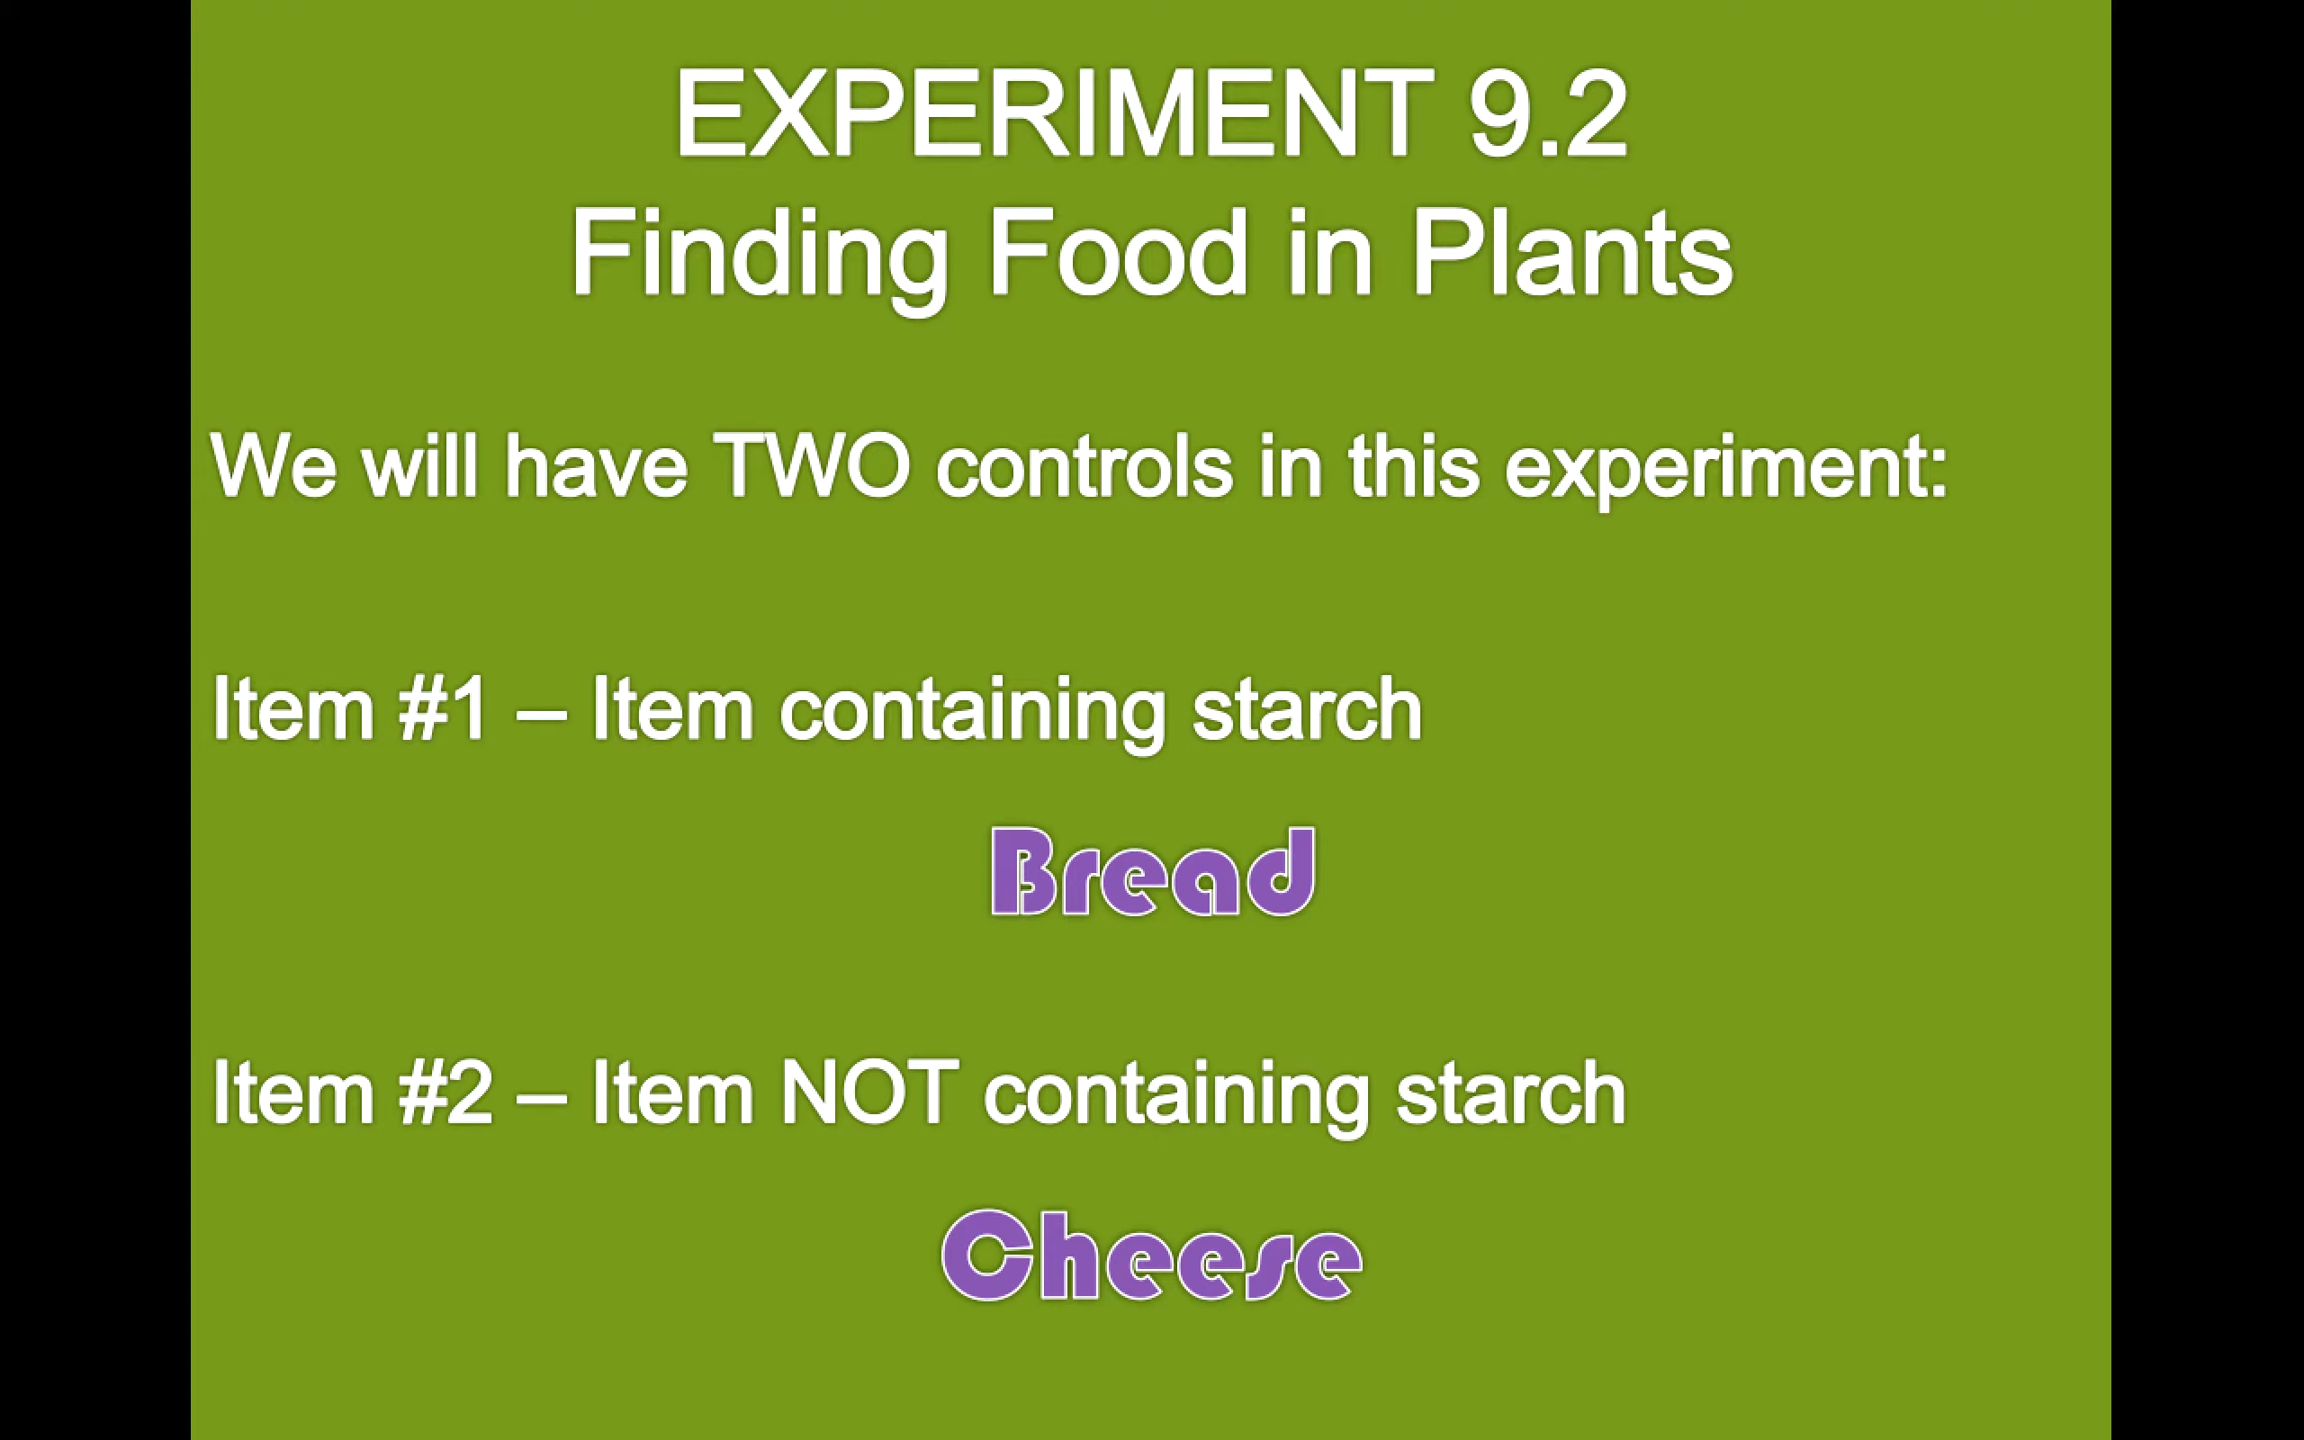 EXPERIMENT 9.2
Finding Food in Plants
We will have TWO controls in this experiment:
Item #1 – Item containing starch
Bread
Item #2 – Item NOT containing starch
Cheese